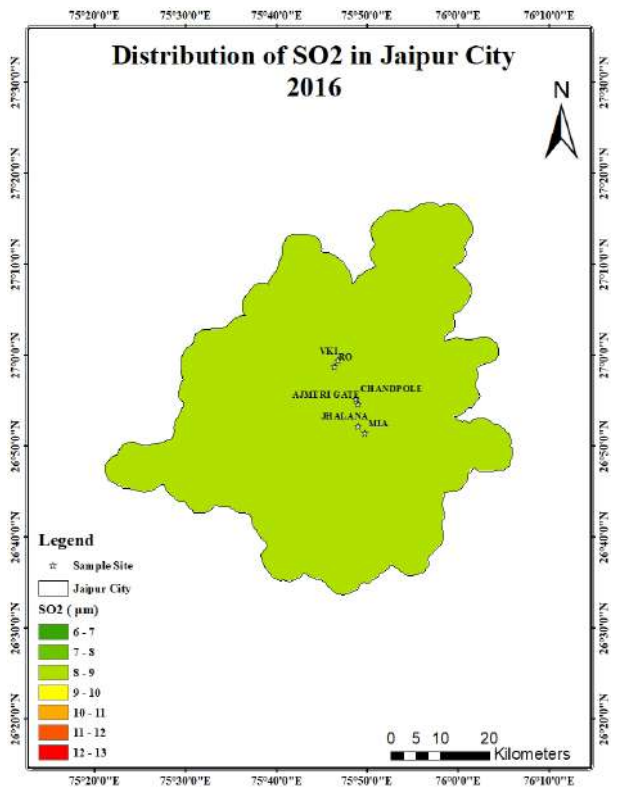 75°20'0"E 75°30'0"E 75°40'0"E 75°50'0"E 76°0'0"E 76°10'0"E
Distribution of SO2 in Jaipur City
2016
N
27°30'0"N 27°30'0"N
27°20'0"N 27°20'0"N
27°10'0"N 27°10'0"N
27°0'0"N 27°0'0"N
VKI
RO
CHANDPOLE
AJMERI GATE
JHALANA
MIA
26°50'0"N 26°50'0"N
26°40'0"N 26°40'0"N
26°30'0"N 26°30'0"N
26°20'0"N 26°20'0"N
Legend
Sample Site
Jaipur City
SO2 ( µm)
6 - 7
7 - 8
8 - 9
9 - 10
10 - 11
11 - 12
12 - 13
0 5 10 20
Kilometers
75°20'0"E 75°30'0"E 75°40'0"E 75°50'0"E 76°0'0"E 76°10'0"E